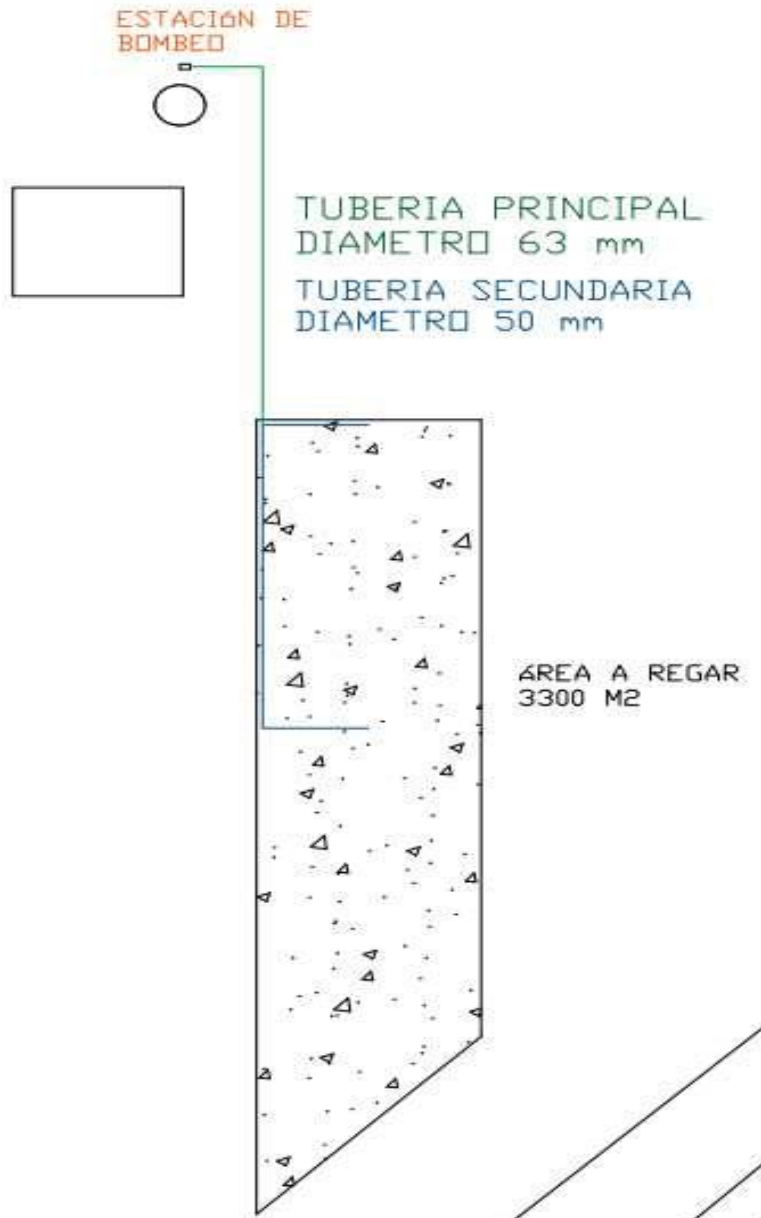 ESTACIÓN DE
BOMBEO
TUBERIA PRINCIPAL
DIAMETRO 63 mm
TUBERIA SECUNDARIA
DIAMETRO 50 mm
ÁREA A REGAR
3300 M2